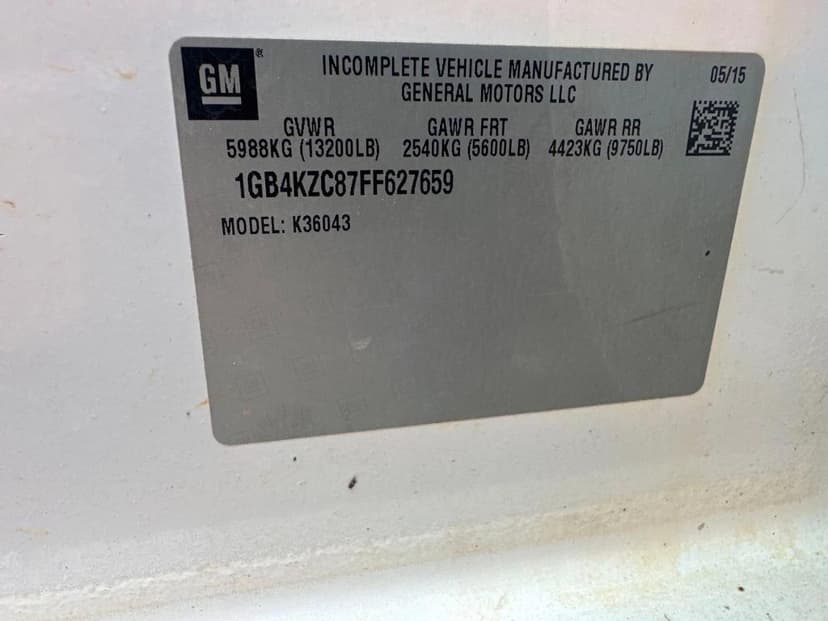 GM ®
INCOMPLETE VEHICLE MANUFACTURED BY
GENERAL MOTORS LLC
05/15
GVWR GAWR FRT GAWR RR
5988KG (13200LB) 2540KG (5600LB) 4423KG (9750LB)
1GB4KZC87FF627659
MODEL: K36043